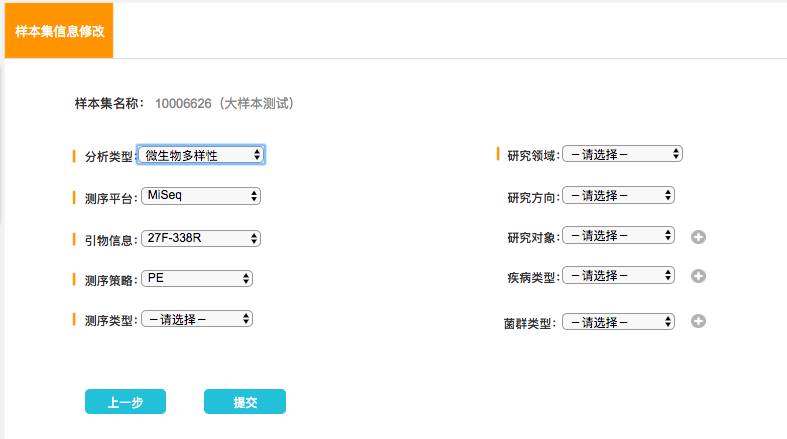 样本集信息修改
样本集名称： 10006626（大样本测试）
分析类型: 微生物多样性
研究领域: －请选择－
测序平台: MiSeq
研究方向: －请选择－
引物信息: 27F-338R
研究对象: －请选择－
测序策略: PE
疾病类型: －请选择－
测序类型: －请选择－
菌群类型: －请选择－
上一步 提交